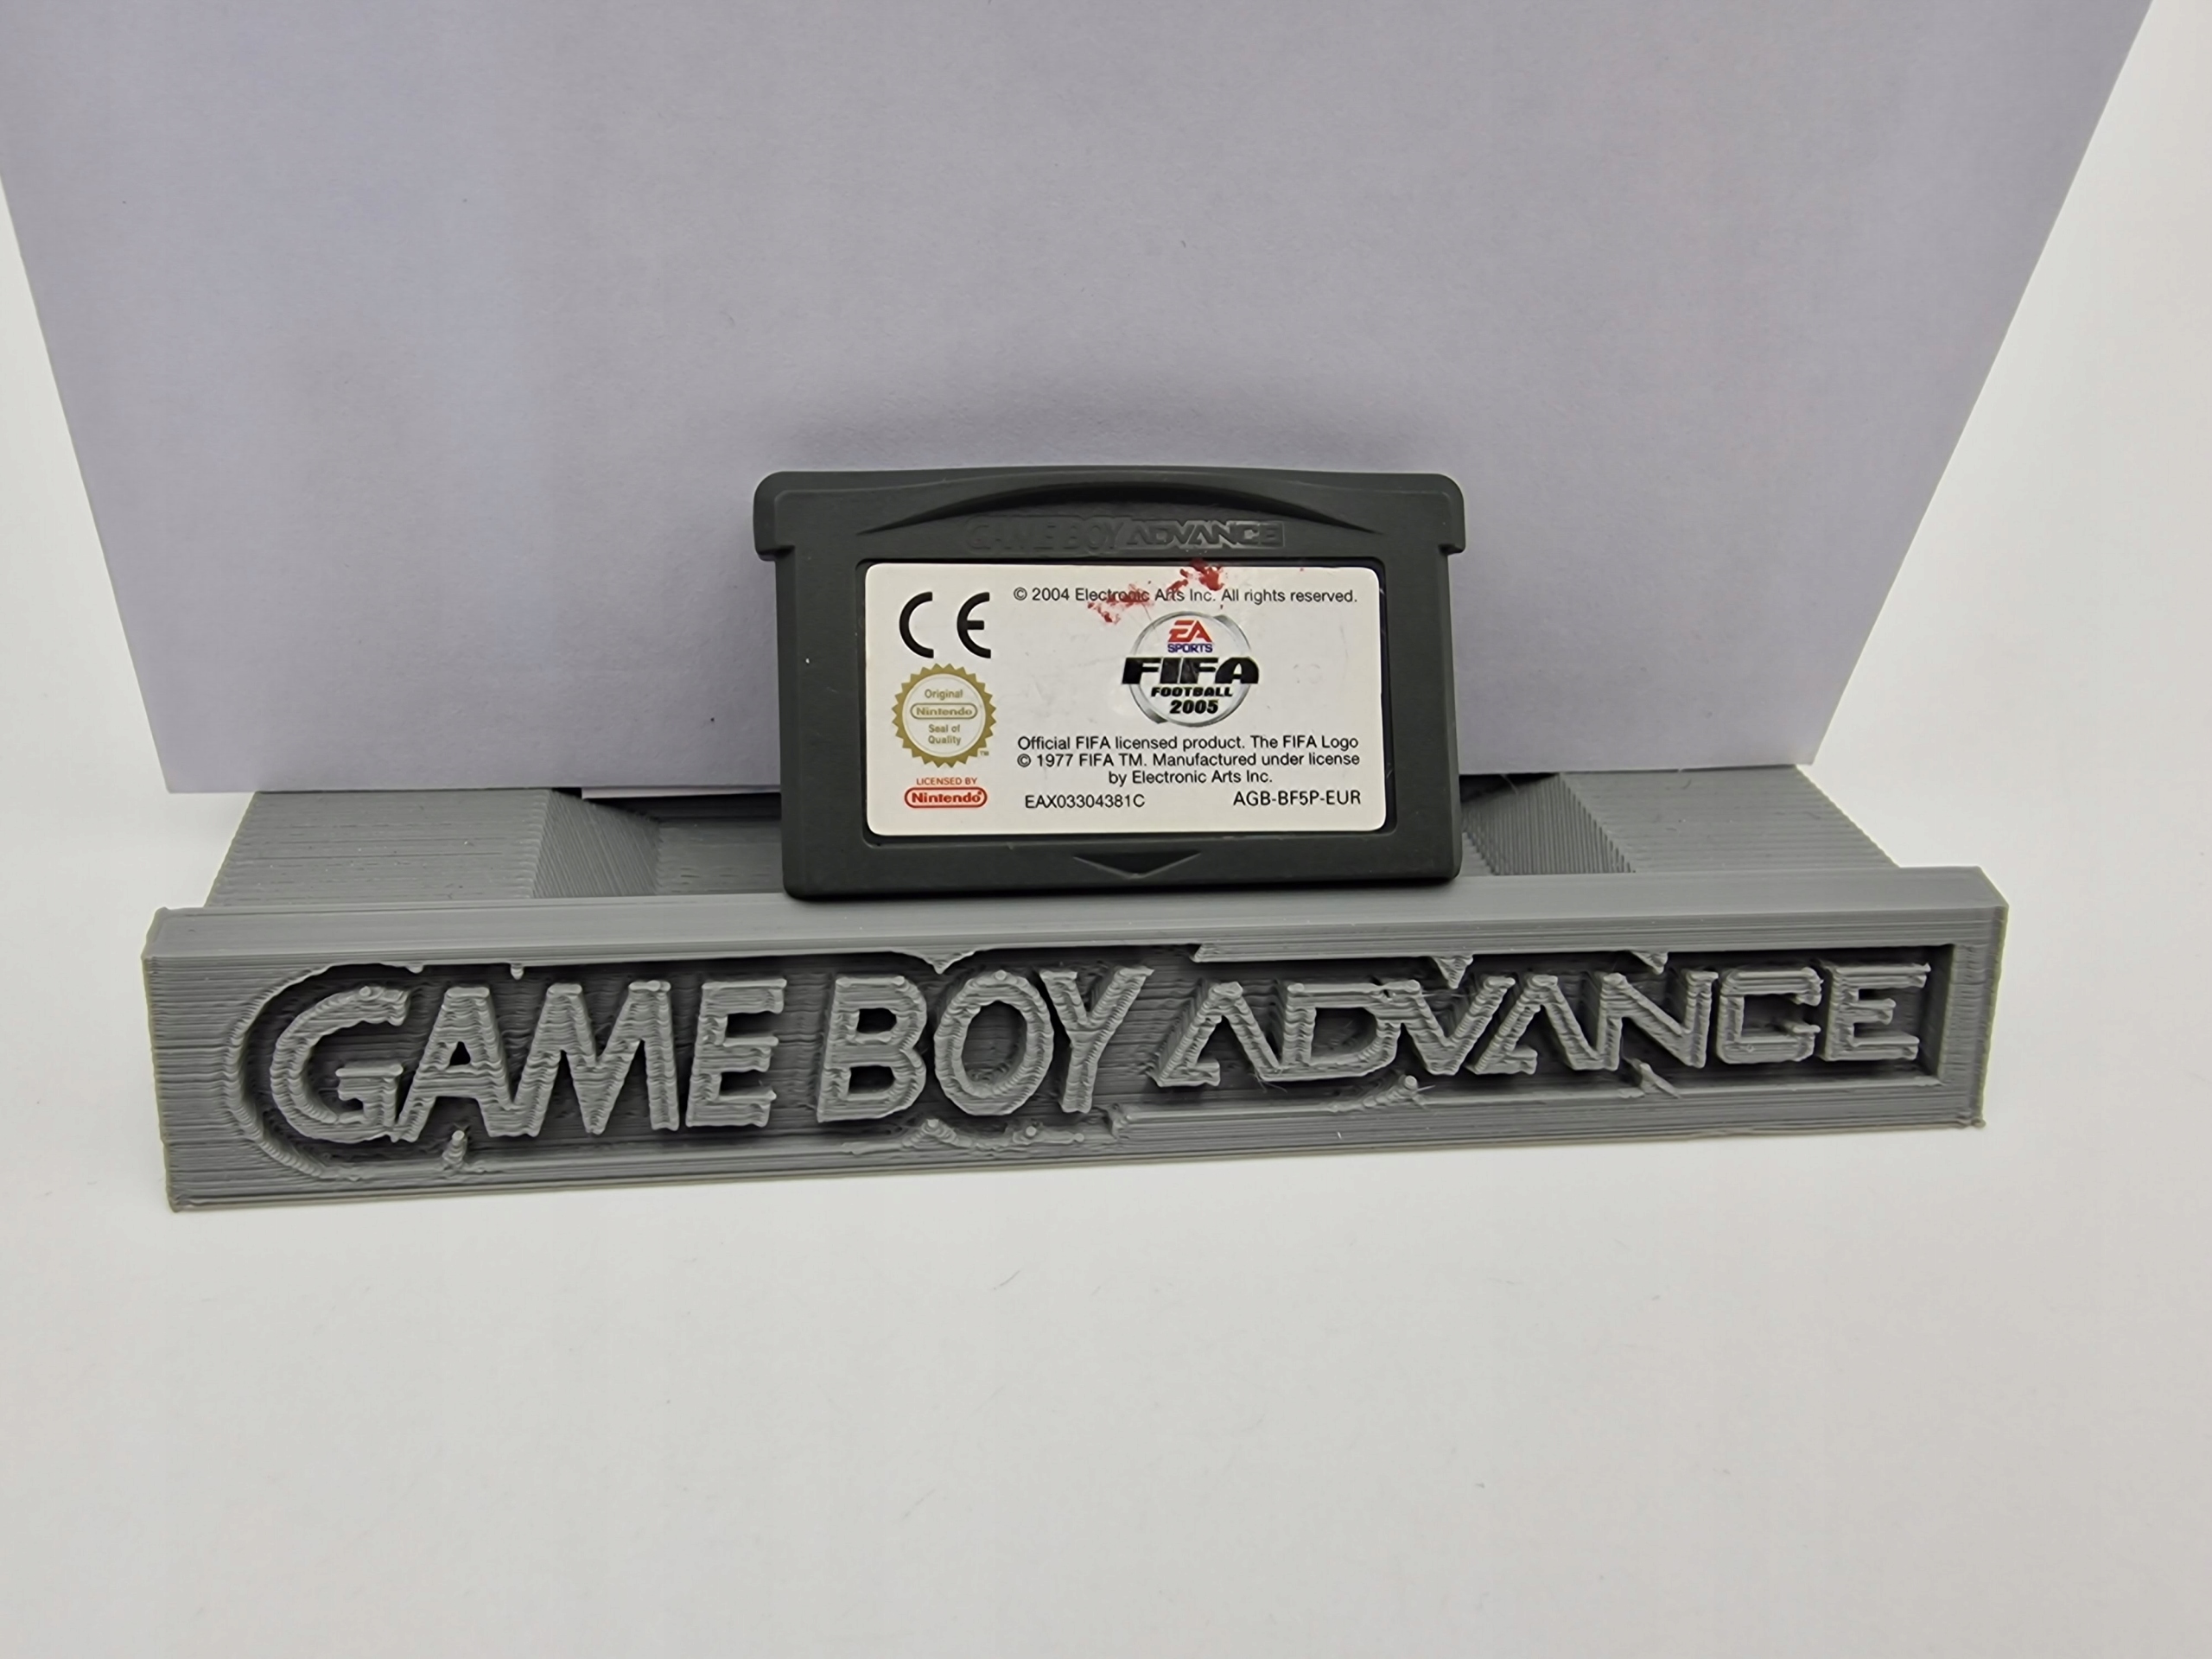 GAME BOY ADVANCE
CE
© 2004 Electronic Arts Inc. All rights reserved.
EA
SPORTS
FIFA
FOOTBALL
2005
Original
Nintendo
Seal of
Quality
TM
Official FIFA licensed product. The FIFA Logo
© 1977 FIFA TM. Manufactured under license
by Electronic Arts Inc.
LICENSED BY
Nintendo®
EAX03304381C
AGB-BF5P-EUR
GAME BOY ADVANCE